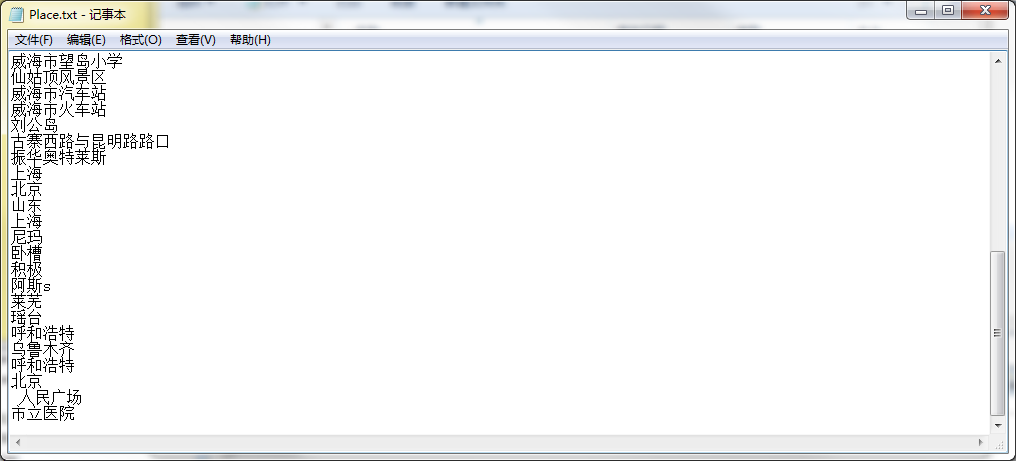 Place.txt - 记事本
文件(F) 编辑(E) 格式(O) 查看(V) 帮助(H)
威海市望岛小学
仙姑顶风景区
威海市汽车站
威海市火车站
刘公岛
古寨西路与昆明路路口
振华奥特莱斯
上海
北京
山东
上海
尼玛
卧槽
积极
阿斯s
莱芜
瑶台
呼和浩特
乌鲁木齐
呼和浩特
北京
人民广场
市立医院